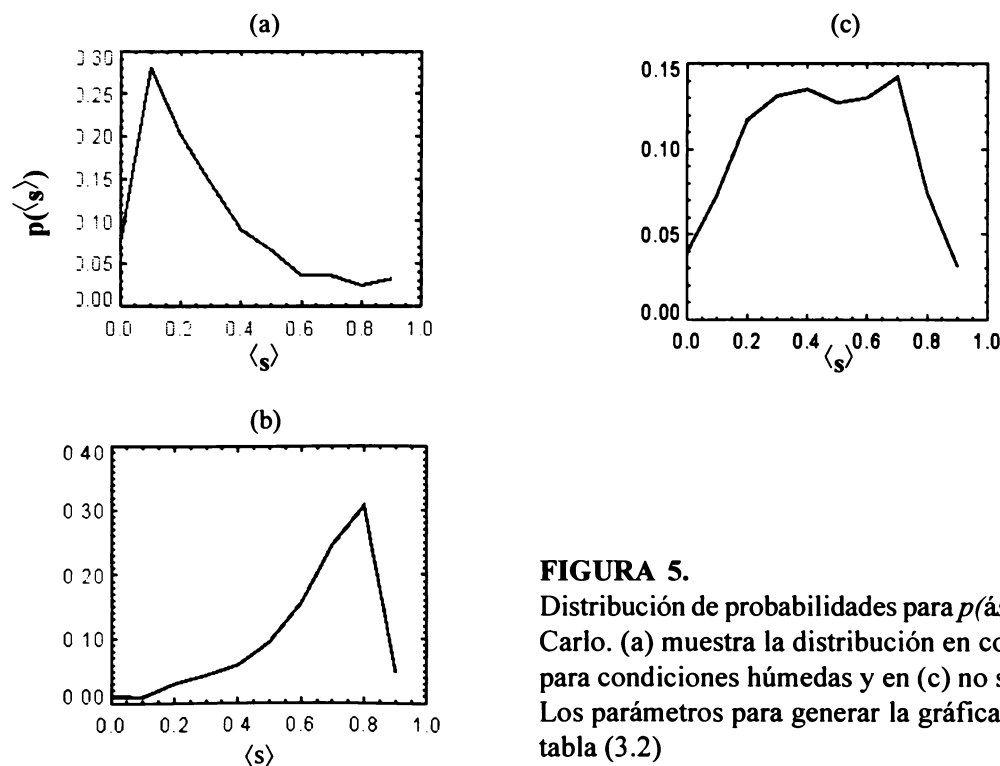 (a)
0.30
0.25
0.20
0.15
0.10
0.05
0.00
p(⟨s⟩)
0.0 0.2 0.4 0.6 0.8 1.0
⟨s⟩
(c)
0.15
0.10
0.05
0.00
0.0 0.2 0.4 0.6 0.8 1.0
⟨s⟩
(b)
0 40
0 30
0 20
0 10
0 00
0.0 0.2 0.4 0.6 0.8 1.0
⟨s⟩
FIGURA 5.
Distribución de probabilidades para p(ás
Carlo. (a) muestra la distribución en co
para condiciones húmedas y en (c) no s
Los parámetros para generar la gráfica
tabla (3.2)